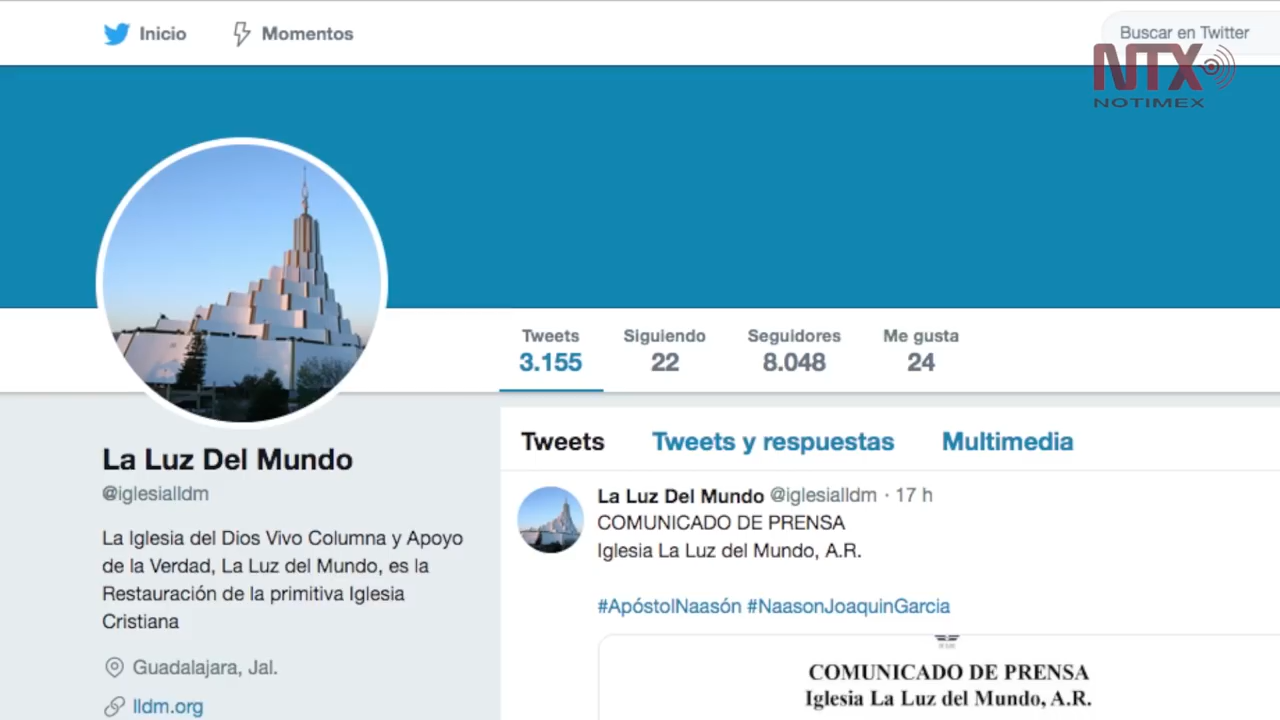 Inicio
Momentos
Buscar en Twitter
NTX
NOTIMEX
Tweets
3.155
Siguiendo
22
Seguidores
8.048
Me gusta
24
La Luz Del Mundo
@iglesialldm
La Iglesia del Dios Vivo Columna y Apoyo
de la Verdad, La Luz del Mundo, es la
Restauración de la primitiva Iglesia
Cristiana
Guadalajara, Jal.
lldm.org
Tweets
Tweets y respuestas
Multimedia
La Luz Del Mundo @iglesialldm · 17 h
COMUNICADO DE PRENSA
Iglesia La Luz del Mundo, A.R.
#ApóstolNaasón #NaasonJoaquinGarcia
COMUNICADO DE PRENSA
Iglesia La Luz del Mundo, A.R.